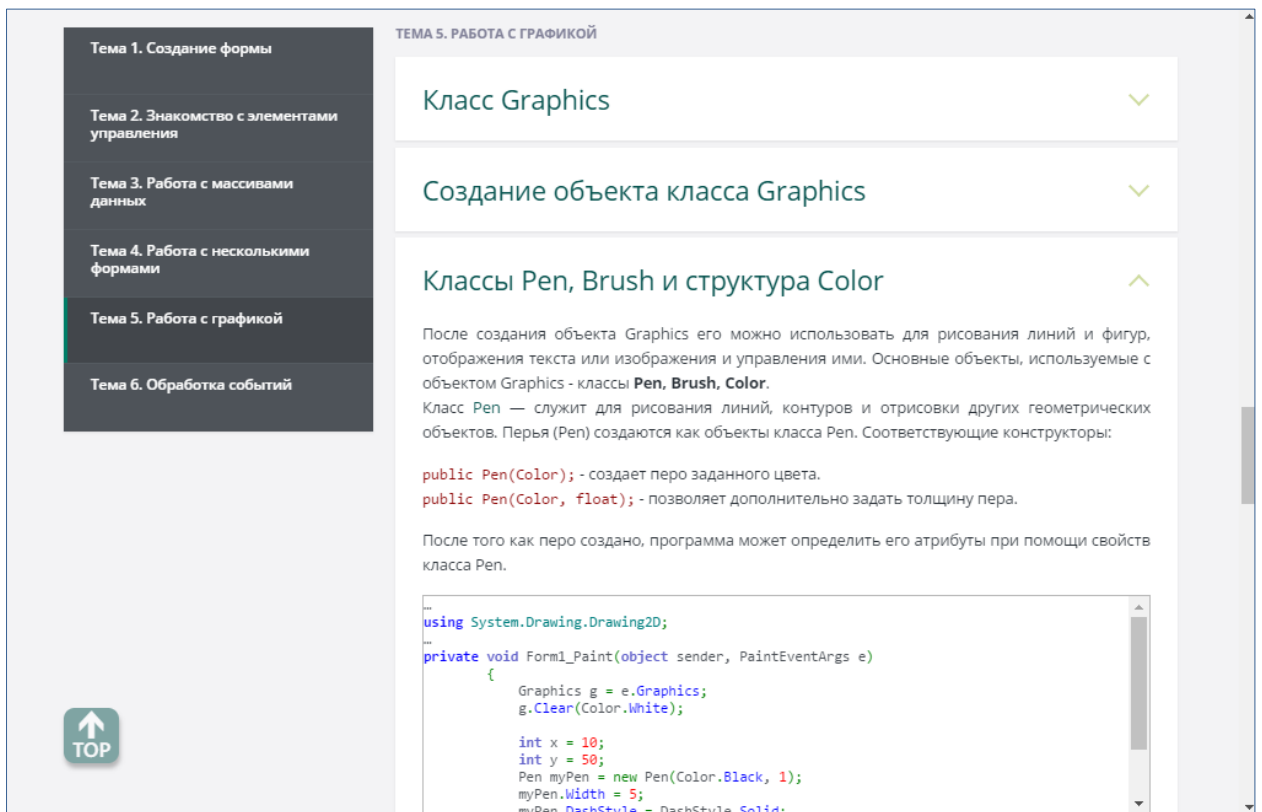 Тема 1. Создание формы
Тема 2. Знакомство с элементами
управления
Тема 3. Работа с массивами
данных
Тема 4. Работа с несколькими
формами
Тема 5. Работа с графикой
Тема 6. Обработка событий
TOP
ТЕМА 5. РАБОТА С ГРАФИКОЙ
Класс Graphics
Создание объекта класса Graphics
Классы Pen, Brush и структура Color
После создания объекта Graphics его можно использовать для рисования линий и фигур,
отображения текста или изображения и управления ими. Основные объекты, используемые с
объектом Graphics - классы Pen, Brush, Color.
Класс Pen — служит для рисования линий, контуров и отрисовки других геометрических
объектов. Перья (Pen) создаются как объекты класса Pen. Соответствующие конструкторы:
public Pen(Color); - создает перо заданного цвета.
public Pen(Color, float); - позволяет дополнительно задать толщину пера.
После того как перо создано, программа может определить его атрибуты при помощи свойств
класса Pen.
…
using System.Drawing.Drawing2D;
…
private void Form1_Paint(object sender, PaintEventArgs e)
{
Graphics g = e.Graphics;
g.Clear(Color.White);
int x = 10;
int y = 50;
Pen myPen = new Pen(Color.Black, 1);
myPen.Width = 5;
myPen.DashStyle = DashStyle.Solid;